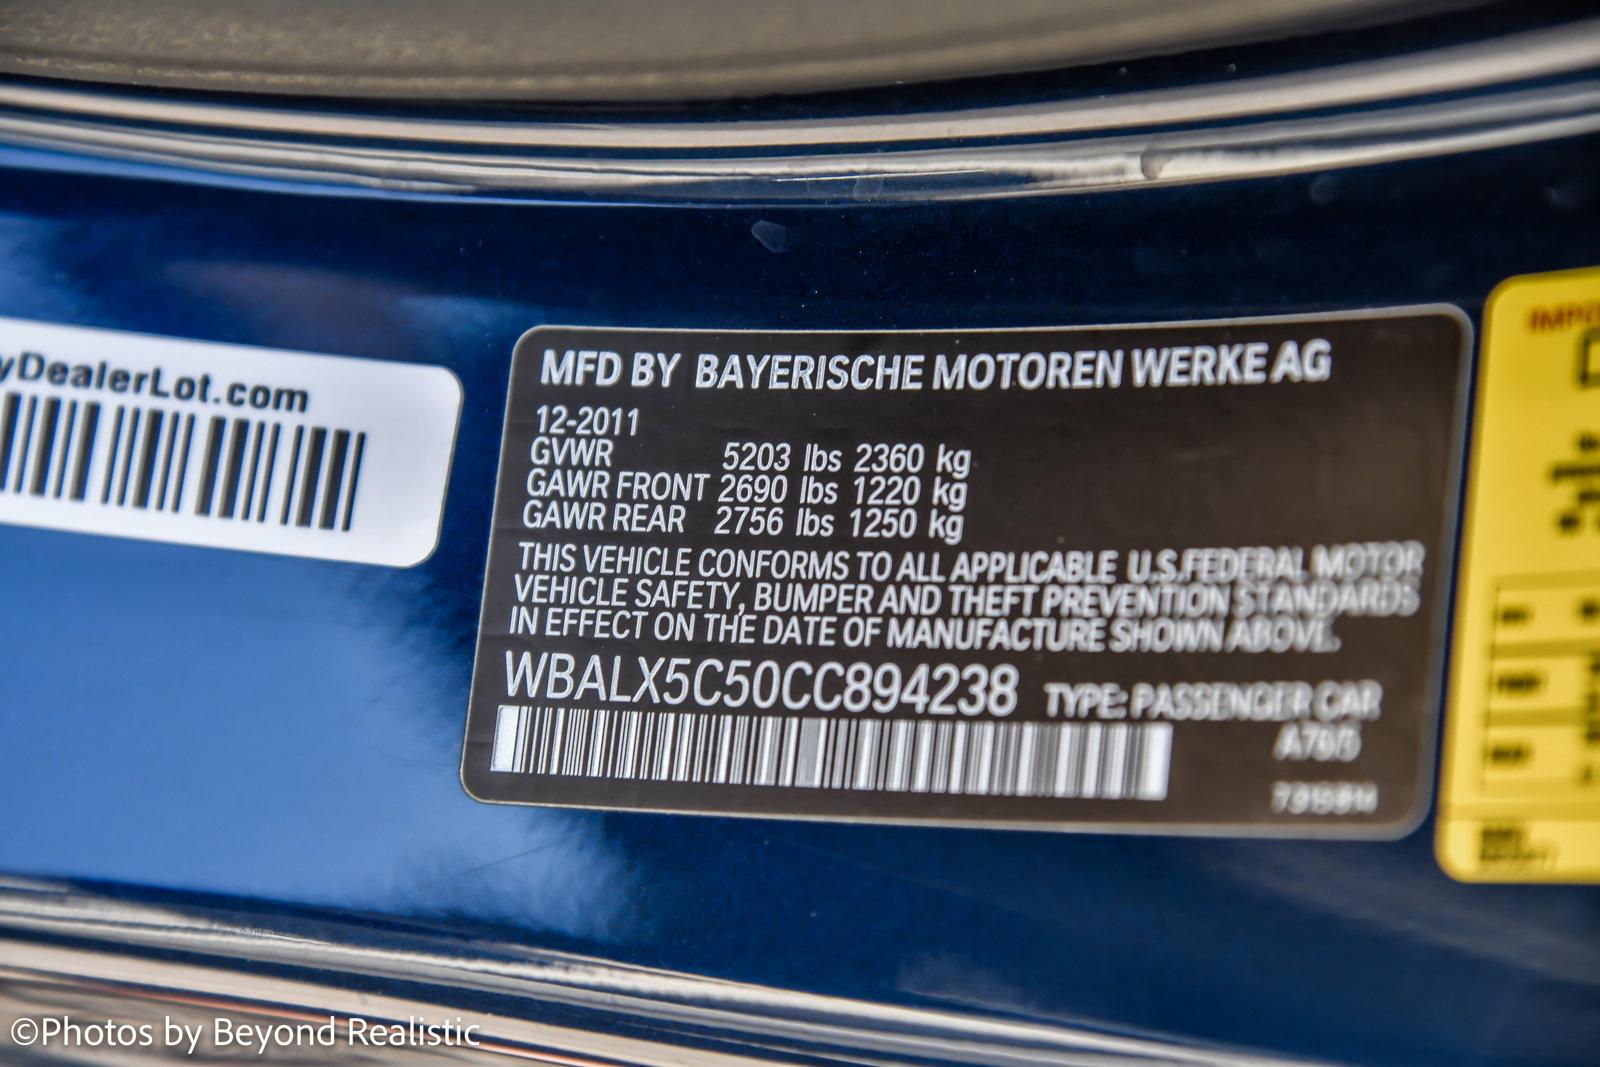 yDealerLot.com
MFD BY BAYERISCHE MOTOREN WERKE AG
12-2011
GVWR 5203 lbs 2360 kg
GAWR FRONT 2690 lbs 1220 kg
GAWR REAR 2756 lbs 1250 kg
THIS VEHICLE CONFORMS TO ALL APPLICABLE U.S.FEDERAL MOTOR
VEHICLE SAFETY, BUMPER AND THEFT PREVENTION STANDARDS
IN EFFECT ON THE DATE OF MANUFACTURE SHOWN ABOVE.
WBALX5C50CC894238 TYPE: PASSENGER CAR
©Photos by Beyond Realistic